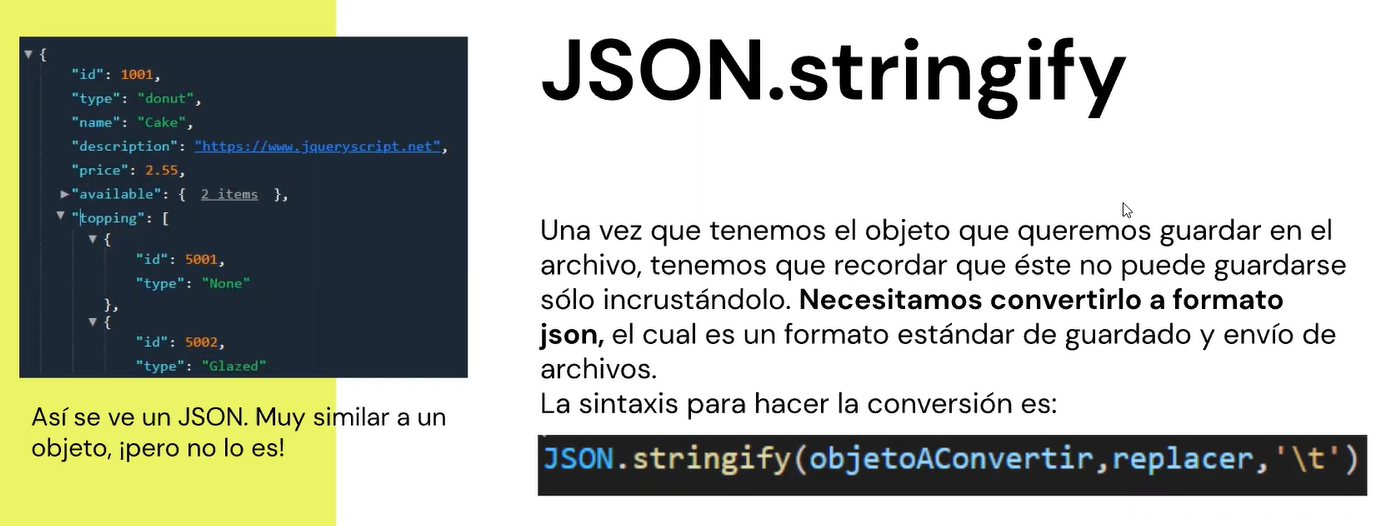 {
"id": 1001,
"type": "donut",
"name": "Cake",
"description": "https://www.jqueryscript.net",
"price": 2.55,
"available": {  2 items  },
"topping": [
{
"id": 5001,
"type": "None"
},
{
"id": 5002,
"type": "Glazed"
Así se ve un JSON. Muy similar a un
objeto, ¡pero no lo es!
JSON.stringify
Una vez que tenemos el objeto que queremos guardar en el
archivo, tenemos que recordar que éste no puede guardarse
sólo incrustándolo. Necesitamos convertirlo a formato
json, el cual es un formato estándar de guardado y envío de
archivos.
La sintaxis para hacer la conversión es:
JSON.stringify(objetoAConvertir,replacer,'\t')